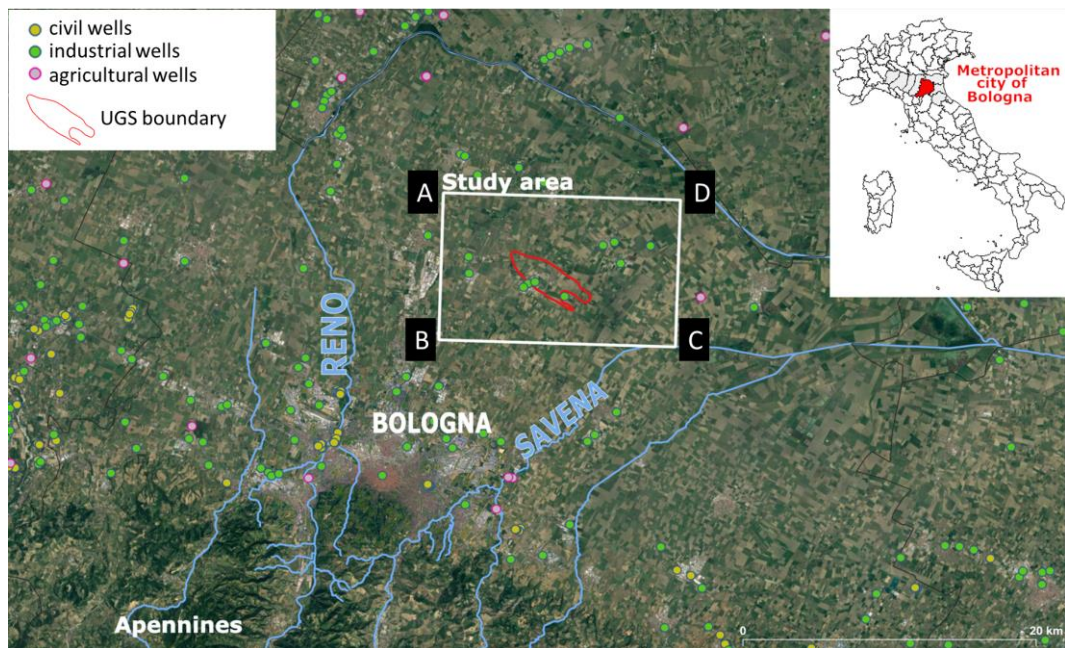 civil wells
industrial wells
agricultural wells
UGS boundary
Metropolitan
city of
Bologna
A
Study area
D
RENO
B
C
BOLOGNA
SAVENA
Apennines
0
20 km